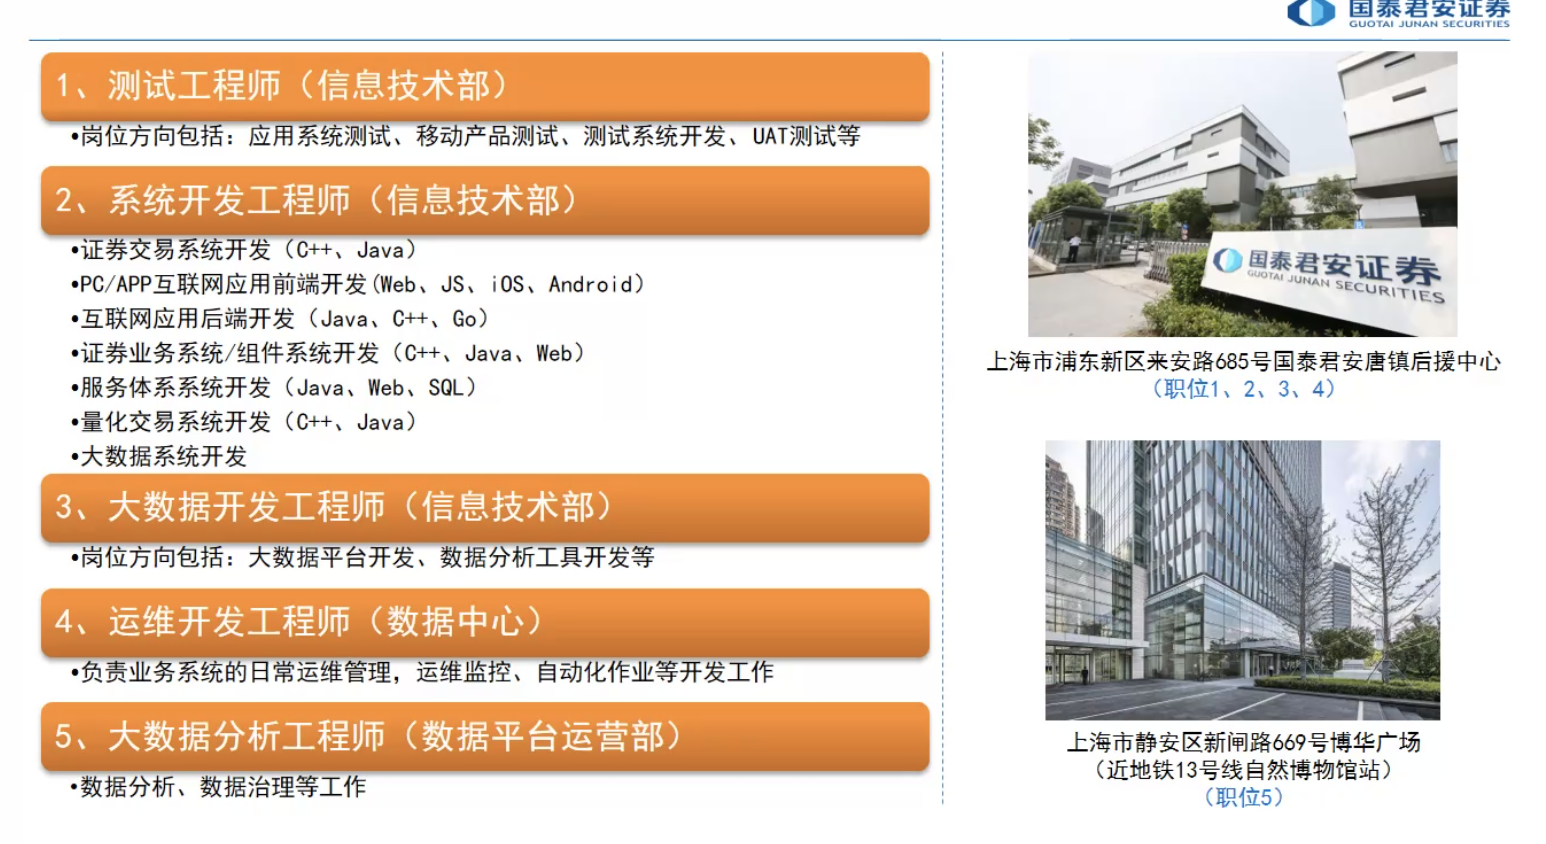 国泰君安证券
GUOTAI JUNAN SECURITIES
1、测试工程师（信息技术部）
•岗位方向包括：应用系统测试、移动产品测试、测试系统开发、UAT测试等
2、系统开发工程师（信息技术部）
•证券交易系统开发（C++、Java）
•PC/APP互联网应用前端开发(Web、JS、iOS、Android）
•互联网应用后端开发（Java、C++、Go）
•证券业务系统/组件系统开发（C++、Java、Web）
•服务体系系统开发（Java、Web、SQL）
•量化交易系统开发（C++、Java）
•大数据系统开发
3、大数据开发工程师（信息技术部）
•岗位方向包括：大数据平台开发、数据分析工具开发等
4、运维开发工程师（数据中心）
•负责业务系统的日常运维管理，运维监控、自动化作业等开发工作
5、大数据分析工程师（数据平台运营部）
•数据分析、数据治理等工作
国泰君安证券
GUOTAI JUNAN SECURITIES
上海市浦东新区来安路685号国泰君安唐镇后援中心
（职位1、2、3、4）
上海市静安区新闸路669号博华广场
（近地铁13号线自然博物馆站）
（职位5）